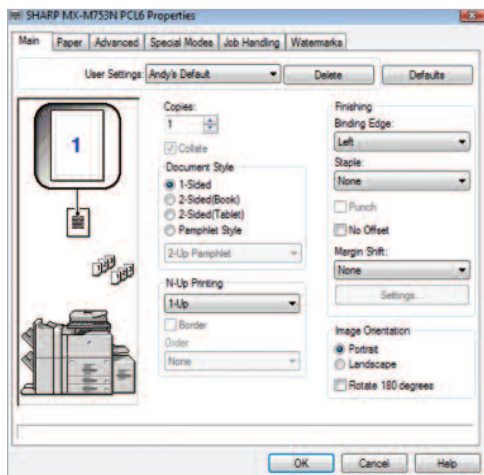 SHARP MX-M753N PCL6 Properties
Main Paper Advanced Special Modes Job Handling Watermarks
User Settings: Andy's Default Delete Defaults
1
Copies:
1
Collate
Document Style
1-Sided
2-Sided(Book)
2-Sided(Tablet)
Pamphlet Style
2-Up Pamphlet
N-Up Printing
1-Up
Border
Order:
None
Finishing
Binding Edge:
Left
Staple:
None
Punch
No Offset
Margin Shift:
None
Settings...
Image Orientation
Portrait
Landscape
Rotate 180 degrees
OK Cancel Help